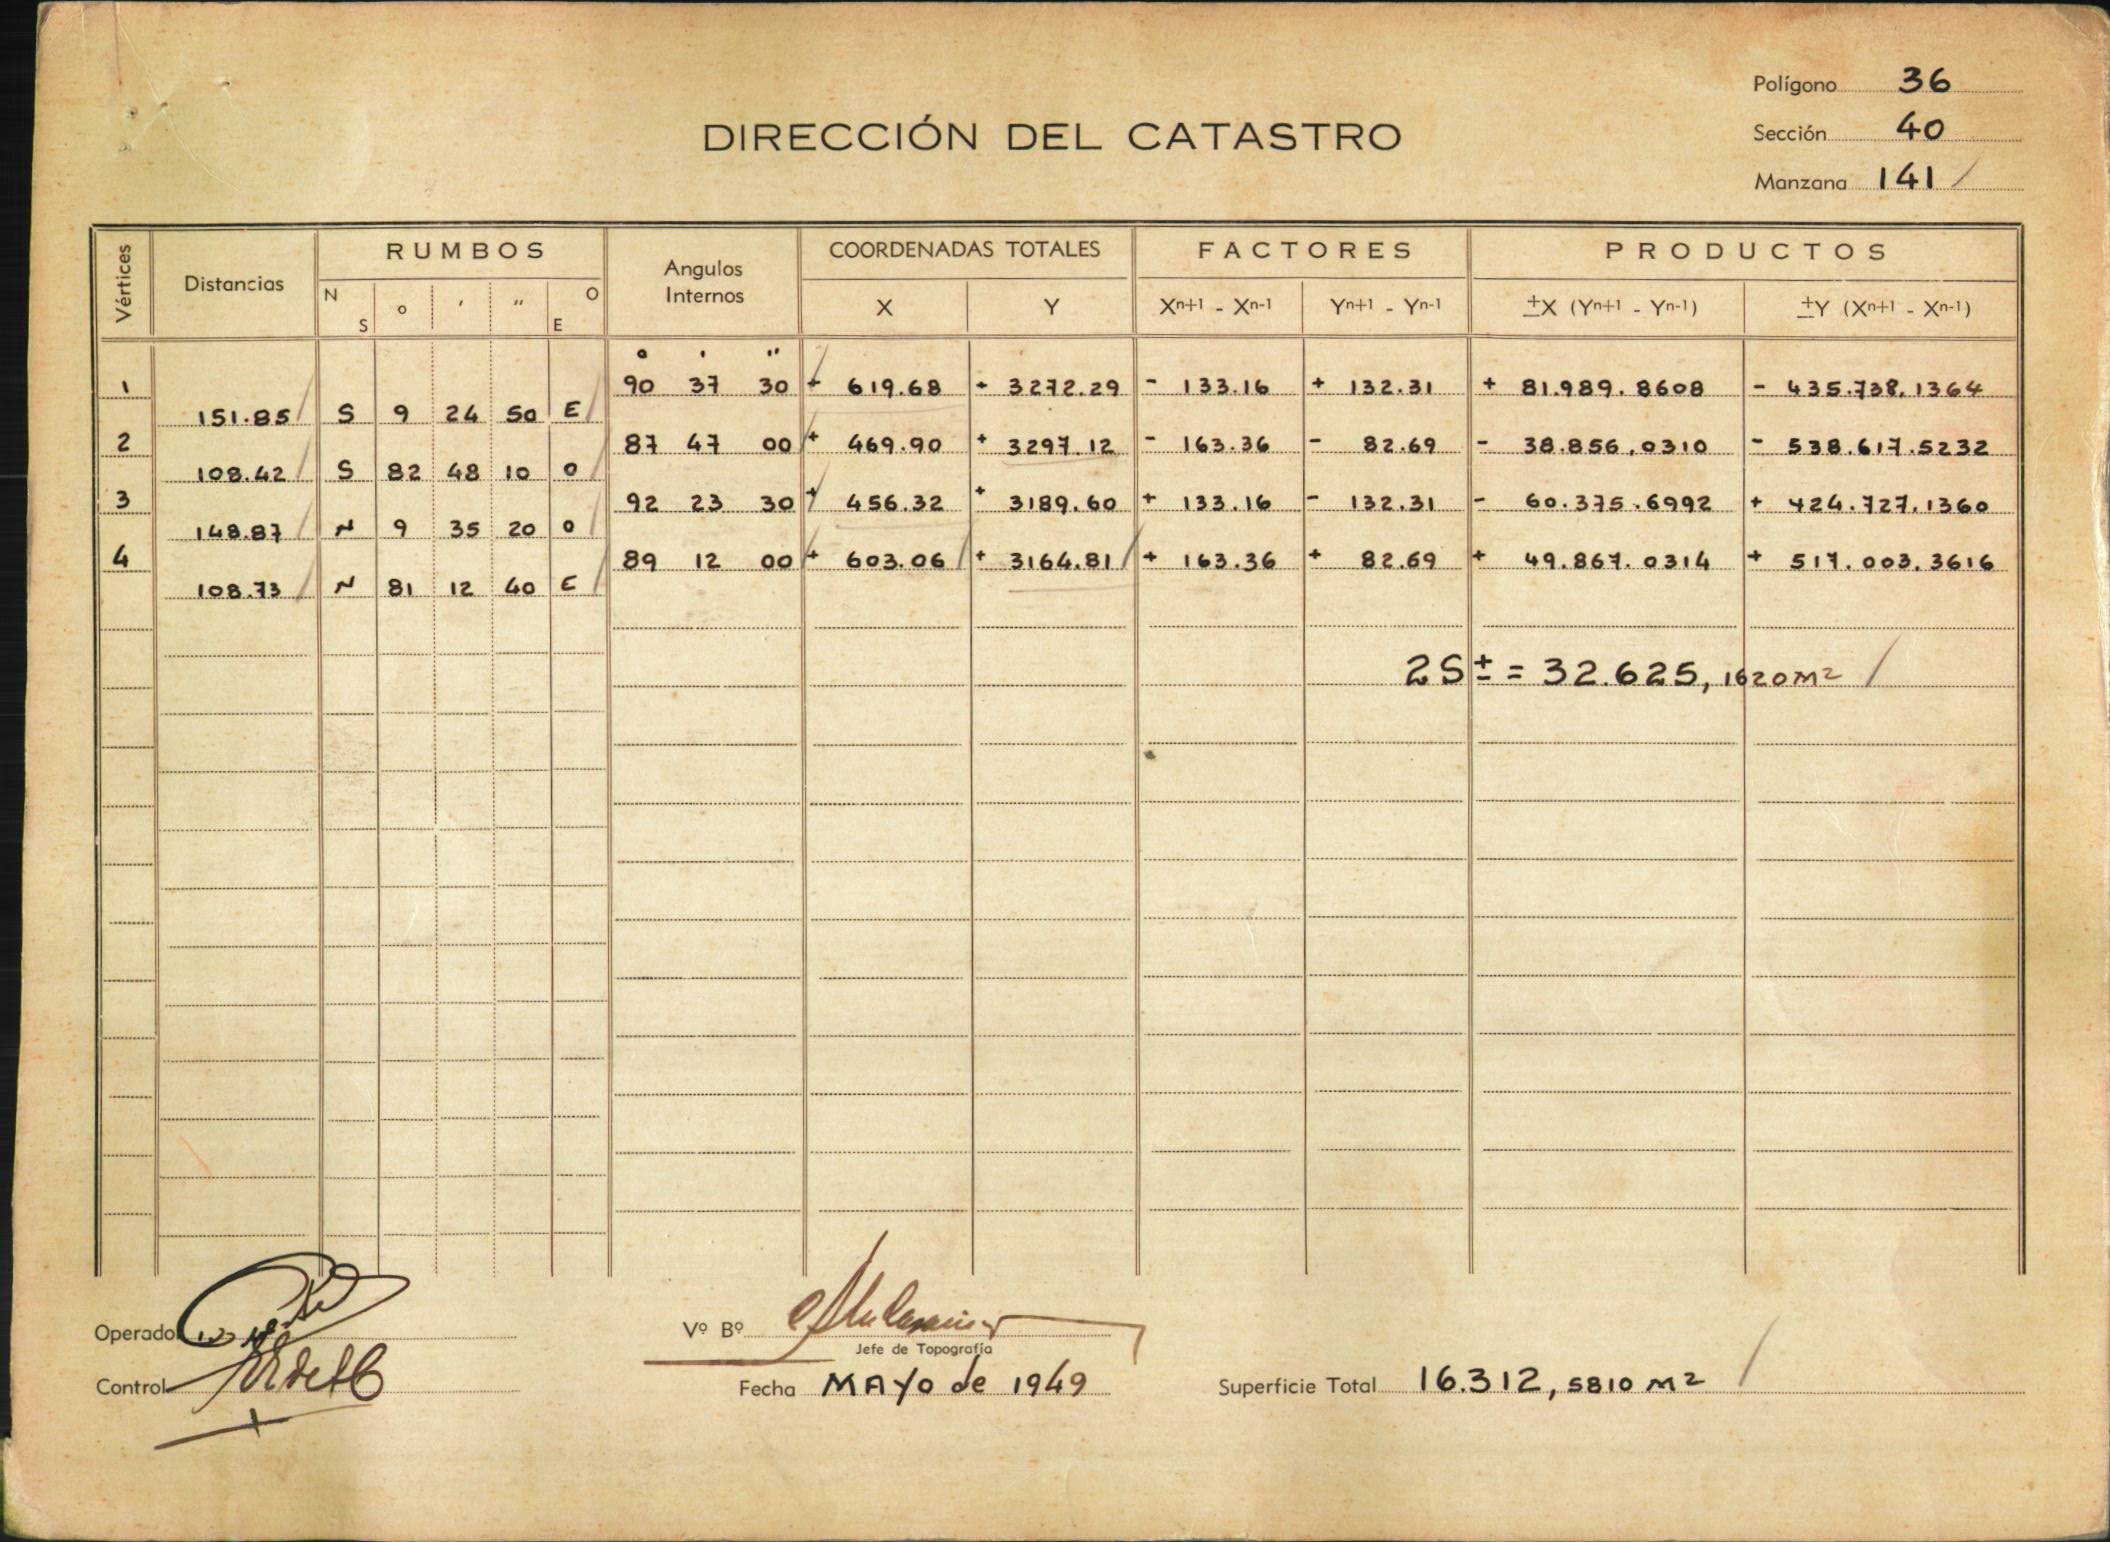 Polígono 36
DIRECCIÓN DEL CATASTRO
Sección 40
Manzana 141 /
Vértices
Distancias
RUMBOS
N S ° ′ ″ O E
Angulos
Internos
COORDENADAS TOTALES
X Y
FACTORES
Xn+1 - Xn-1 Yn+1 - Yn-1
PRODUCTOS
±X (Yn+1 - Yn-1) ±Y (Xn+1 - Xn-1)
° ′ ″
1 90 37 30 + 619.68 + 3272.29 - 133.16 + 132.31 + 81.989.8608 - 435.738.1364
151.85 S 9 24 50 E
2 87 47 00 + 469.90 + 3297.12 - 163.36 - 82.69 - 38.856,0310 - 538.617.5232
108.42 S 82 48 10 O
3 92 23 30 + 456.32 + 3189.60 + 133.16 - 132.31 - 60.375.6992 + 424.727.1360
148.87 N 9 35 20 O
4 89 12 00 + 603.06 + 3164.81 + 163.36 + 82.69 + 49.867.0314 + 517.003.3616
108.73 N 81 12 40 E
2S± = 32.625,1620 M2 /
Operador
Vº Bº
Jefe de Topografía
Control
Fecha MAYO de 1949
Superficie Total 16.312,5810 M2 /